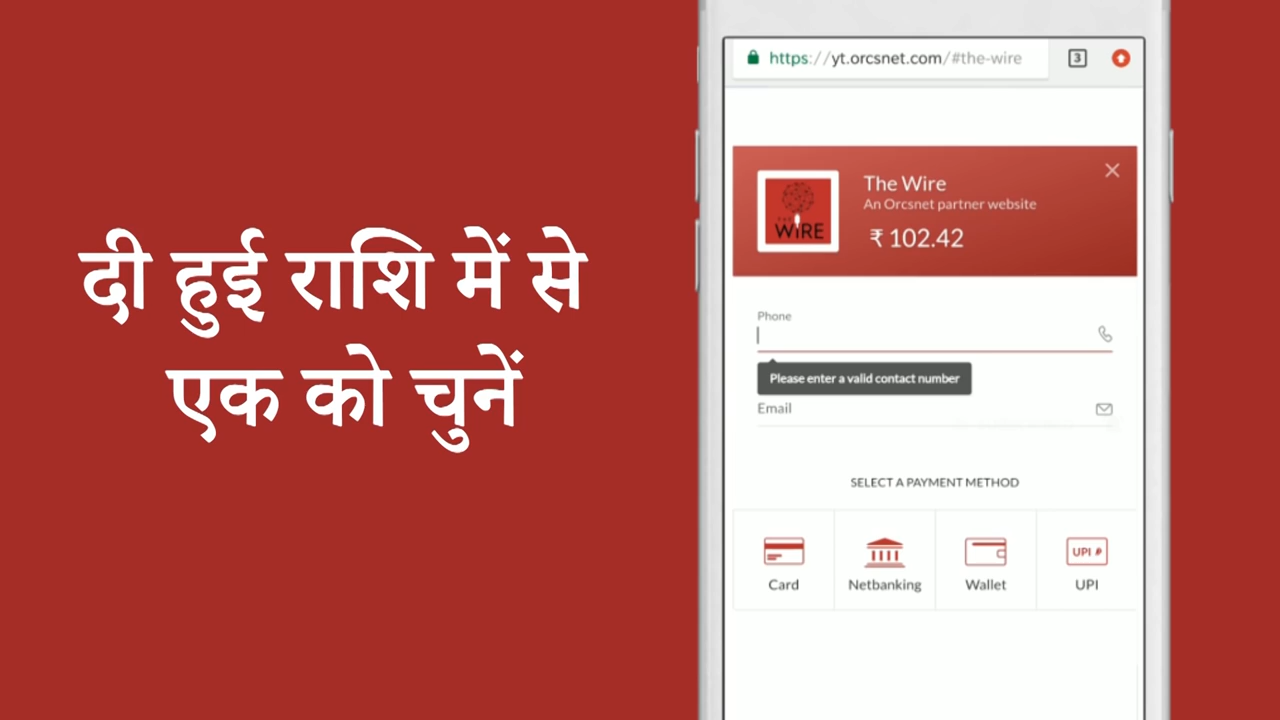 दी हुई राशि में से
एक को चुनें
https://yt.orcsnet.com/#the-wire
3
The Wire
An Orcsnet partner website
₹ 102.42
WIRE
Phone
Please enter a valid contact number
Email
SELECT A PAYMENT METHOD
Card
Netbanking
Wallet
UPI
UPI